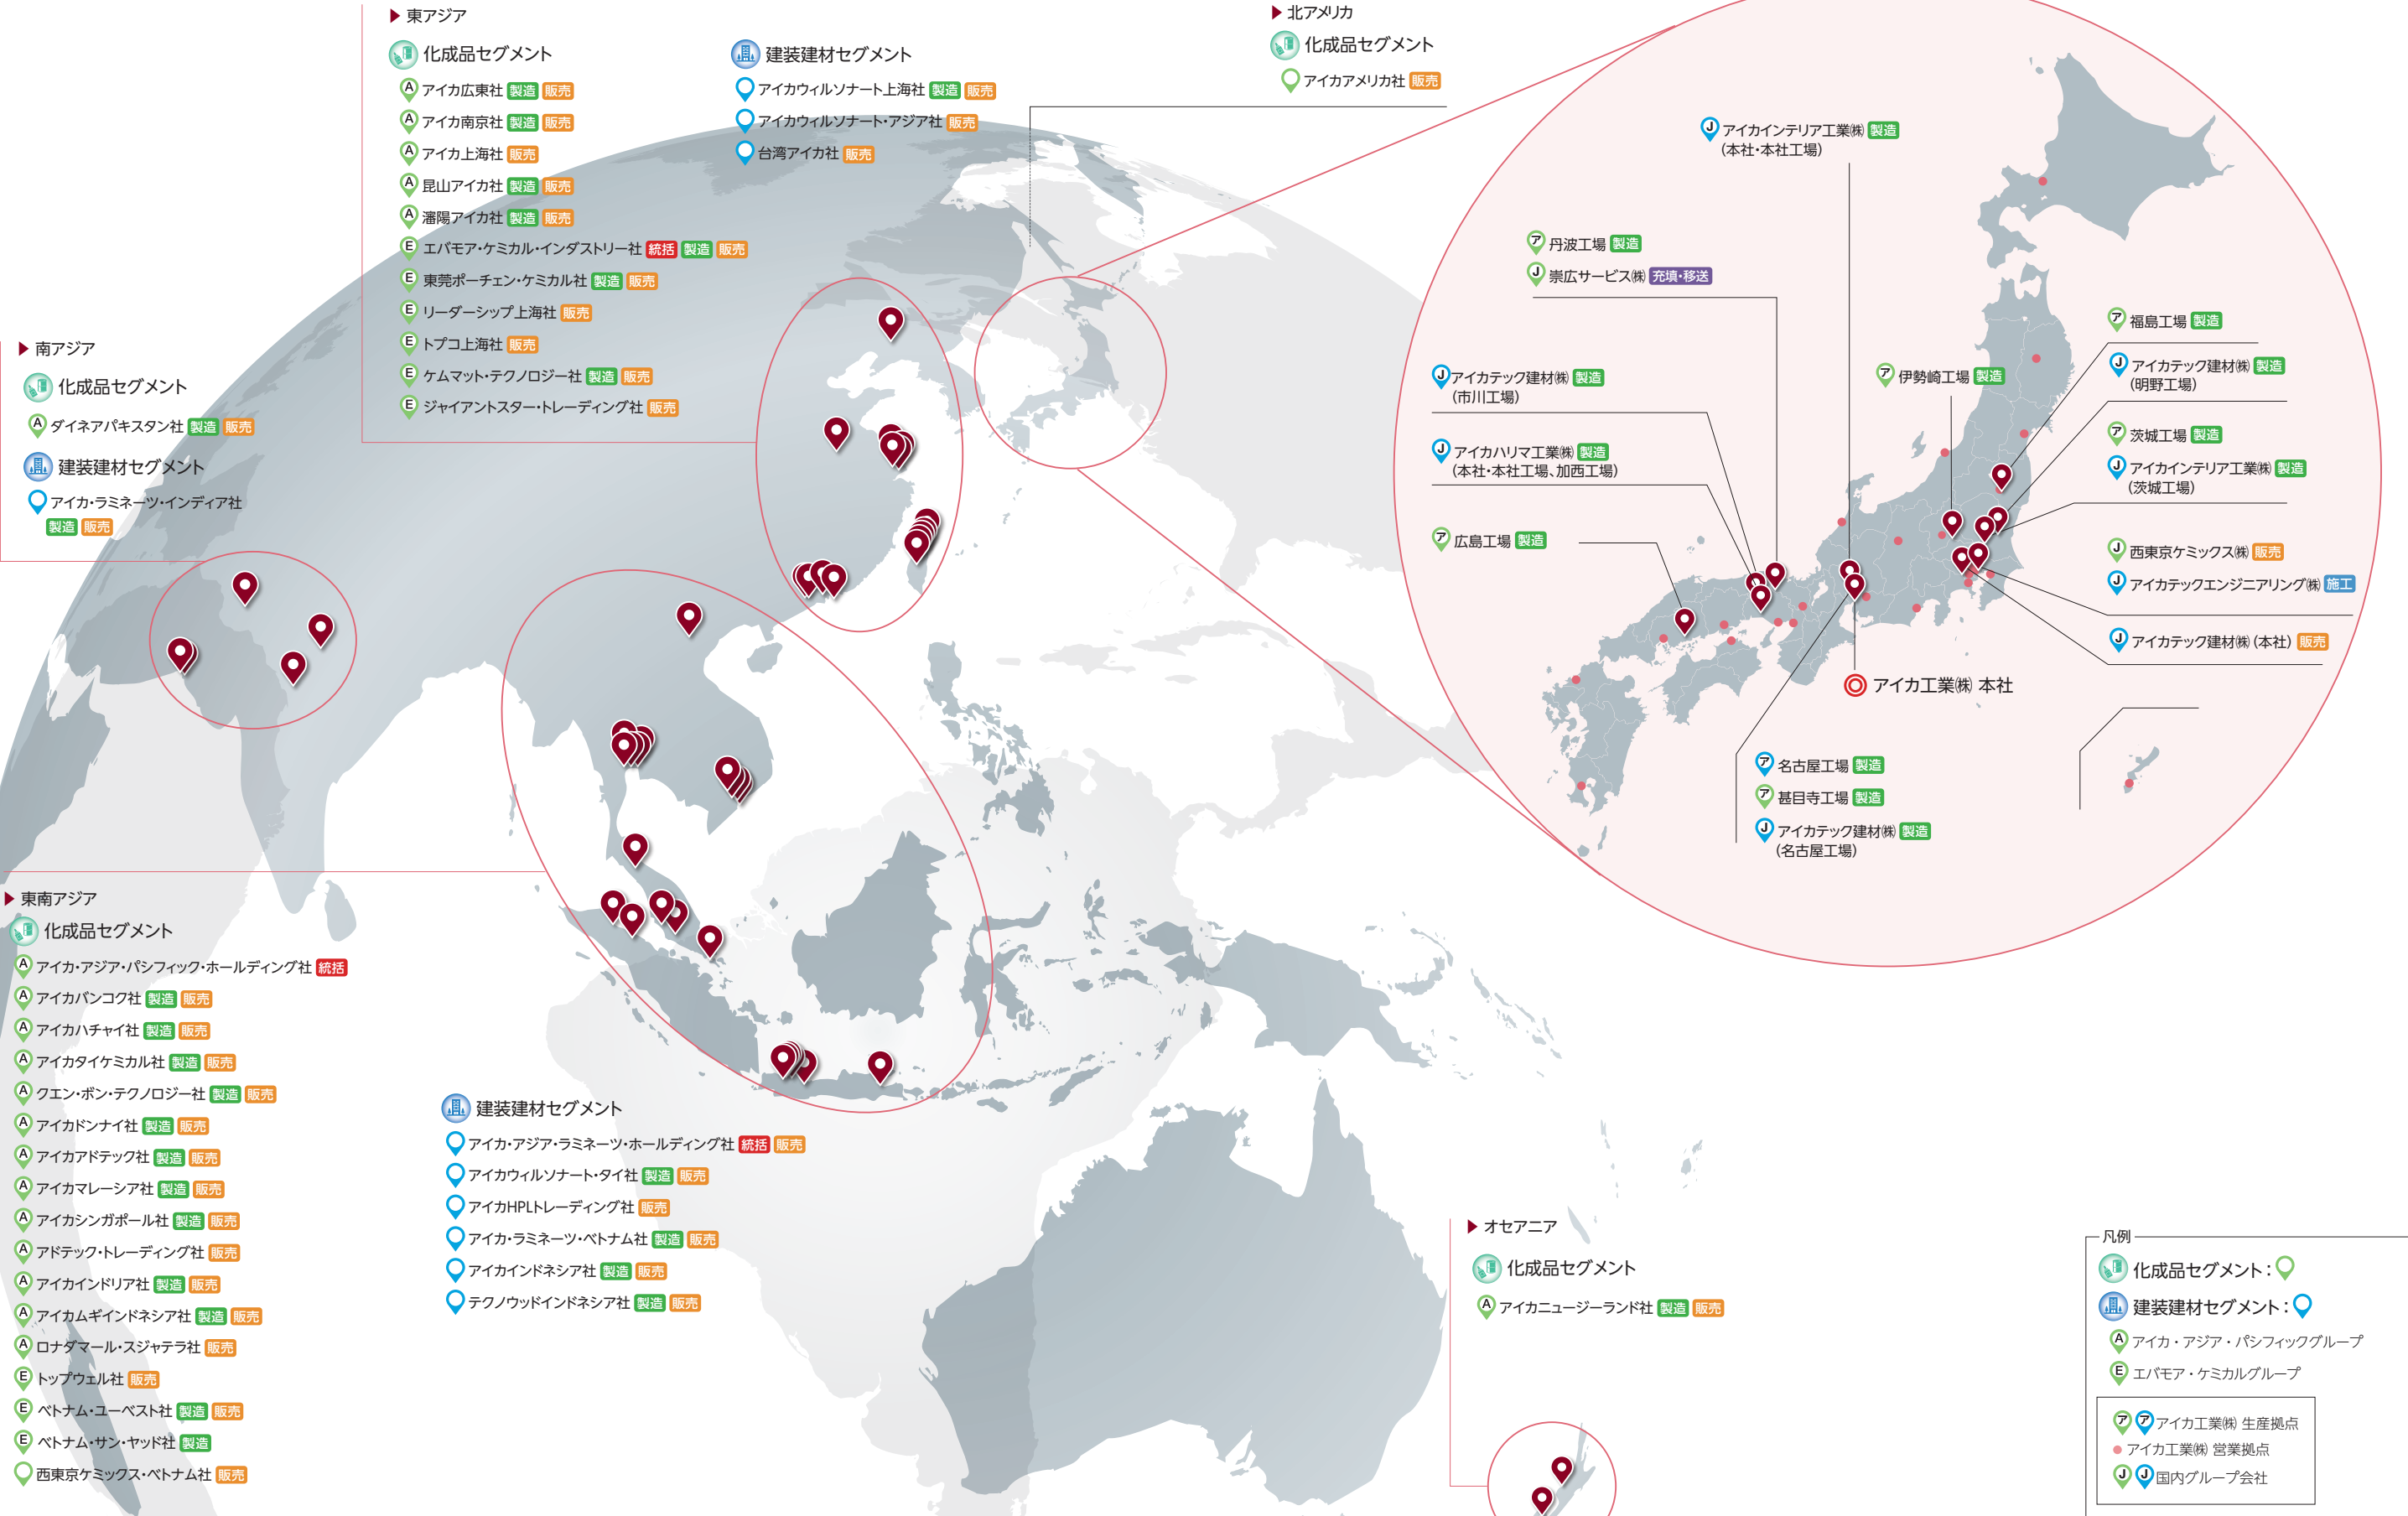 東アジア
化成品セグメント
A アイカ広東社 製造 販売
A アイカ南京社 製造 販売
A アイカ上海社 販売
A 昆山アイカ社 製造 販売
A 瀋陽アイカ社 製造 販売
E エバモア・ケミカル・インダストリー社 統括 製造 販売
E 東莞ポーチェン・ケミカル社 製造 販売
E リーダーシップ上海社 販売
E トプコ上海社 販売
E ケムマット・テクノロジー社 製造 販売
E ジャイアントスター・トレーディング社 販売
建装建材セグメント
アイカウィルソナート上海社 製造 販売
アイカウィルソナート・アジア社 販売
台湾アイカ社 販売
北アメリカ
化成品セグメント
アイカアメリカ社 販売
南アジア
化成品セグメント
A ダイネアパキスタン社 製造 販売
建装建材セグメント
アイカ・ラミネーツ・インディア社
製造 販売
東南アジア
化成品セグメント
A アイカ・アジア・パシフィック・ホールディング社 統括
A アイカバンコク社 製造 販売
A アイカハチャイ社 製造 販売
A アイカタイケミカル社 製造 販売
A クエン・ボン・テクノロジー社 製造 販売
A アイカドンナイ社 製造 販売
A アイカアドテック社 製造 販売
A アイカマレーシア社 製造 販売
A アイカシンガポール社 製造 販売
A アドテック・トレーディング社 販売
A アイカインドリア社 製造 販売
A アイカムギインドネシア社 製造 販売
A ロナダマール・スジャテラ社 販売
E トップウェル社 販売
E ベトナム・ユーベスト社 製造 販売
E ベトナム・サン・ヤッド社 製造
西東京ケミックス・ベトナム社 販売
建装建材セグメント
アイカ・アジア・ラミネーツ・ホールディング社 統括 販売
アイカウィルソナート・タイ社 製造 販売
アイカHPLトレーディング社 販売
アイカ・ラミネーツ・ベトナム社 製造 販売
アイカインドネシア社 製造 販売
テクノウッドインドネシア社 製造 販売
オセアニア
化成品セグメント
A アイカニュージーランド社 製造 販売
J アイカインテリア工業㈱ 製造
(本社・本社工場)
ア 丹波工場 製造
J 崇広サービス㈱ 充填・移送
J アイカテック建材㈱ 製造
(市川工場)
J アイカハリマ工業㈱ 製造
(本社・本社工場、加西工場)
ア 広島工場 製造
ア 伊勢崎工場 製造
ア 福島工場 製造
J アイカテック建材㈱ 製造
(明野工場)
ア 茨城工場 製造
J アイカインテリア工業㈱ 製造
(茨城工場)
J 西東京ケミックス㈱ 販売
J アイカテックエンジニアリング㈱ 施工
J アイカテック建材㈱ (本社) 販売
アイカ工業㈱ 本社
ア 名古屋工場 製造
ア 甚目寺工場 製造
J アイカテック建材㈱ 製造
(名古屋工場)
凡例
化成品セグメント：
建装建材セグメント：
A アイカ・アジア・パシフィックグループ
E エバモア・ケミカルグループ
ア ア アイカ工業㈱ 生産拠点
アイカ工業㈱ 営業拠点
J J 国内グループ会社